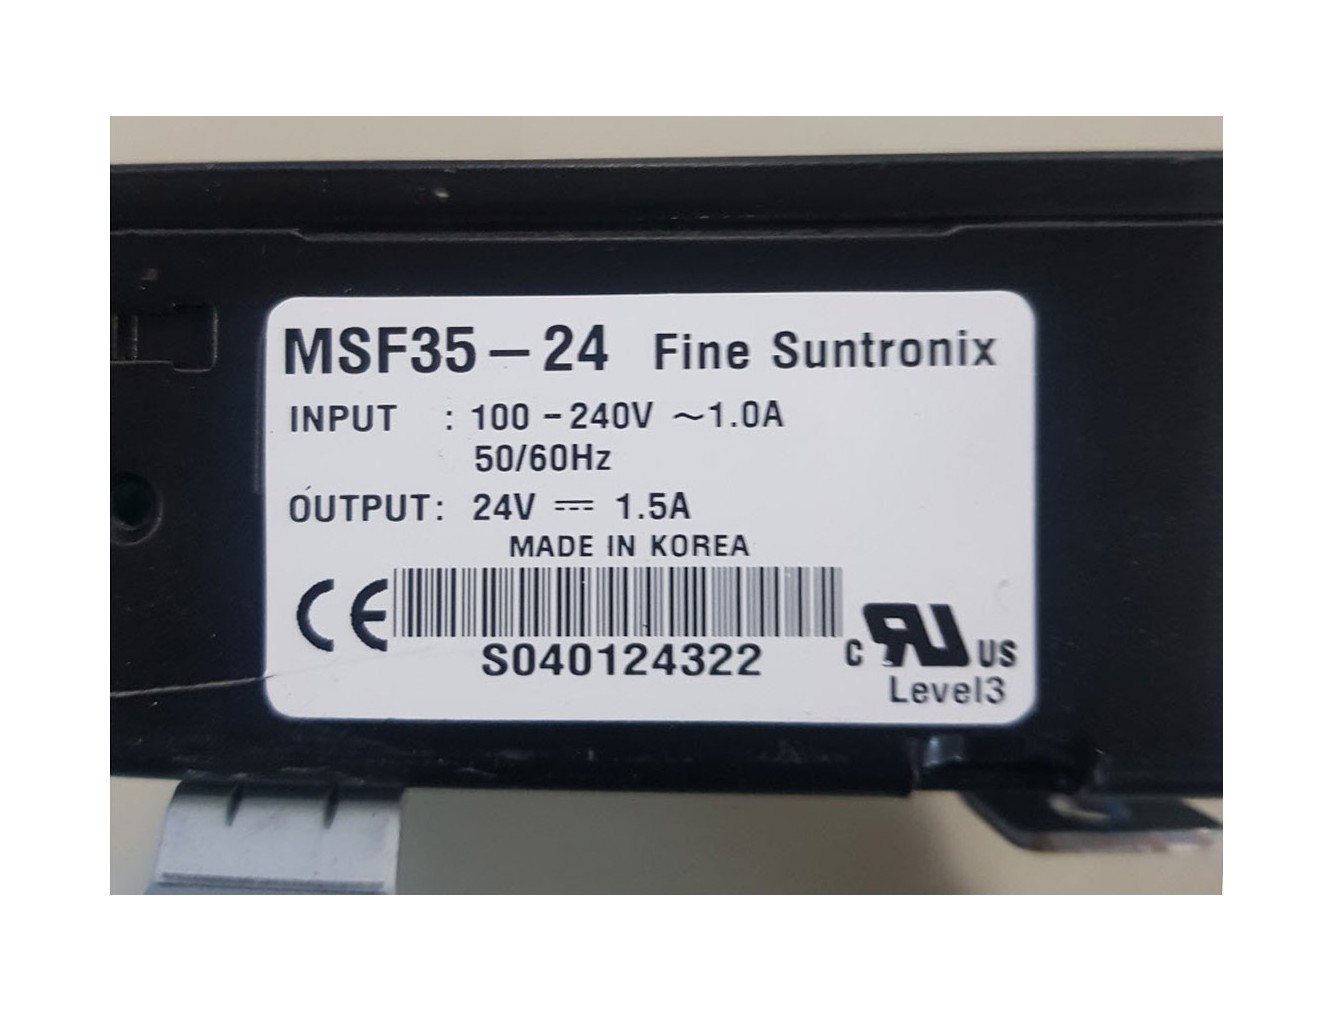 MSF35-24 Fine Suntronix
INPUT : 100-240V ~1.0A
50/60Hz
OUTPUT: 24V ⎓ 1.5A
MADE IN KOREA
CE
S040124322
c RU US
Level3